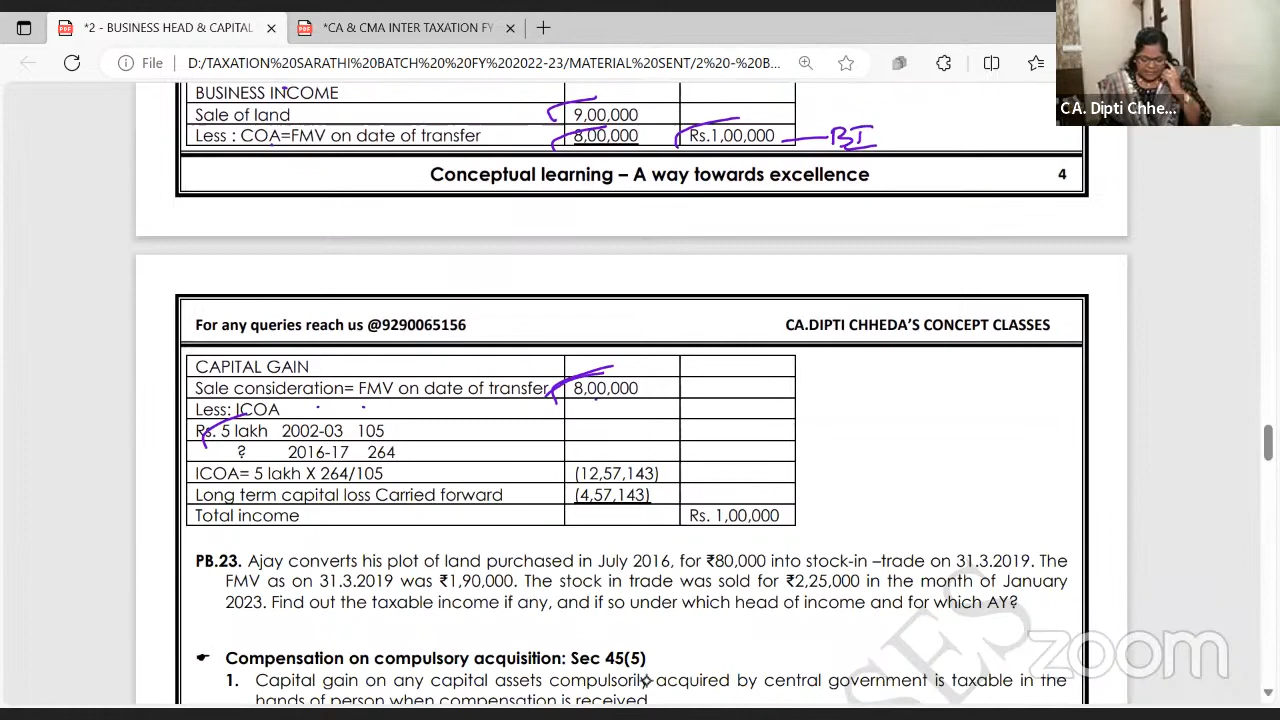 *2 - BUSINESS HEAD & CAPITAL
*CA & CMA INTER TAXATION FY
File
D:/TAXATION%20SARATHI%20BATCH%20%20FY%202022-23/MATERIAL%20SENT/2%20-%20B...
CA. Dipti Chhe...
BUSINESS INCOME
Sale of land 9,00,000
Less : COA=FMV on date of transfer 8,00,000 Rs.1,00,000 BI
Conceptual learning – A way towards excellence 4
For any queries reach us @9290065156 CA.DIPTI CHHEDA'S CONCEPT CLASSES
CAPITAL GAIN
Sale consideration= FMV on date of transfer 8,00,000
Less: ICOA
Rs. 5 lakh 2002-03 105
? 2016-17 264
ICOA= 5 lakh X 264/105 (12,57,143)
Long term capital loss Carried forward (4,57,143)
Total income Rs. 1,00,000
PB.23. Ajay converts his plot of land purchased in July 2016, for ₹80,000 into stock-in –trade on 31.3.2019. The
FMV as on 31.3.2019 was ₹1,90,000. The stock in trade was sold for ₹2,25,000 in the month of January
2023. Find out the taxable income if any, and if so under which head of income and for which AY?
Compensation on compulsory acquisition: Sec 45(5)
1. Capital gain on any capital assets compulsorily acquired by central government is taxable in the
hands of person when compensation is received.
SES
zoom